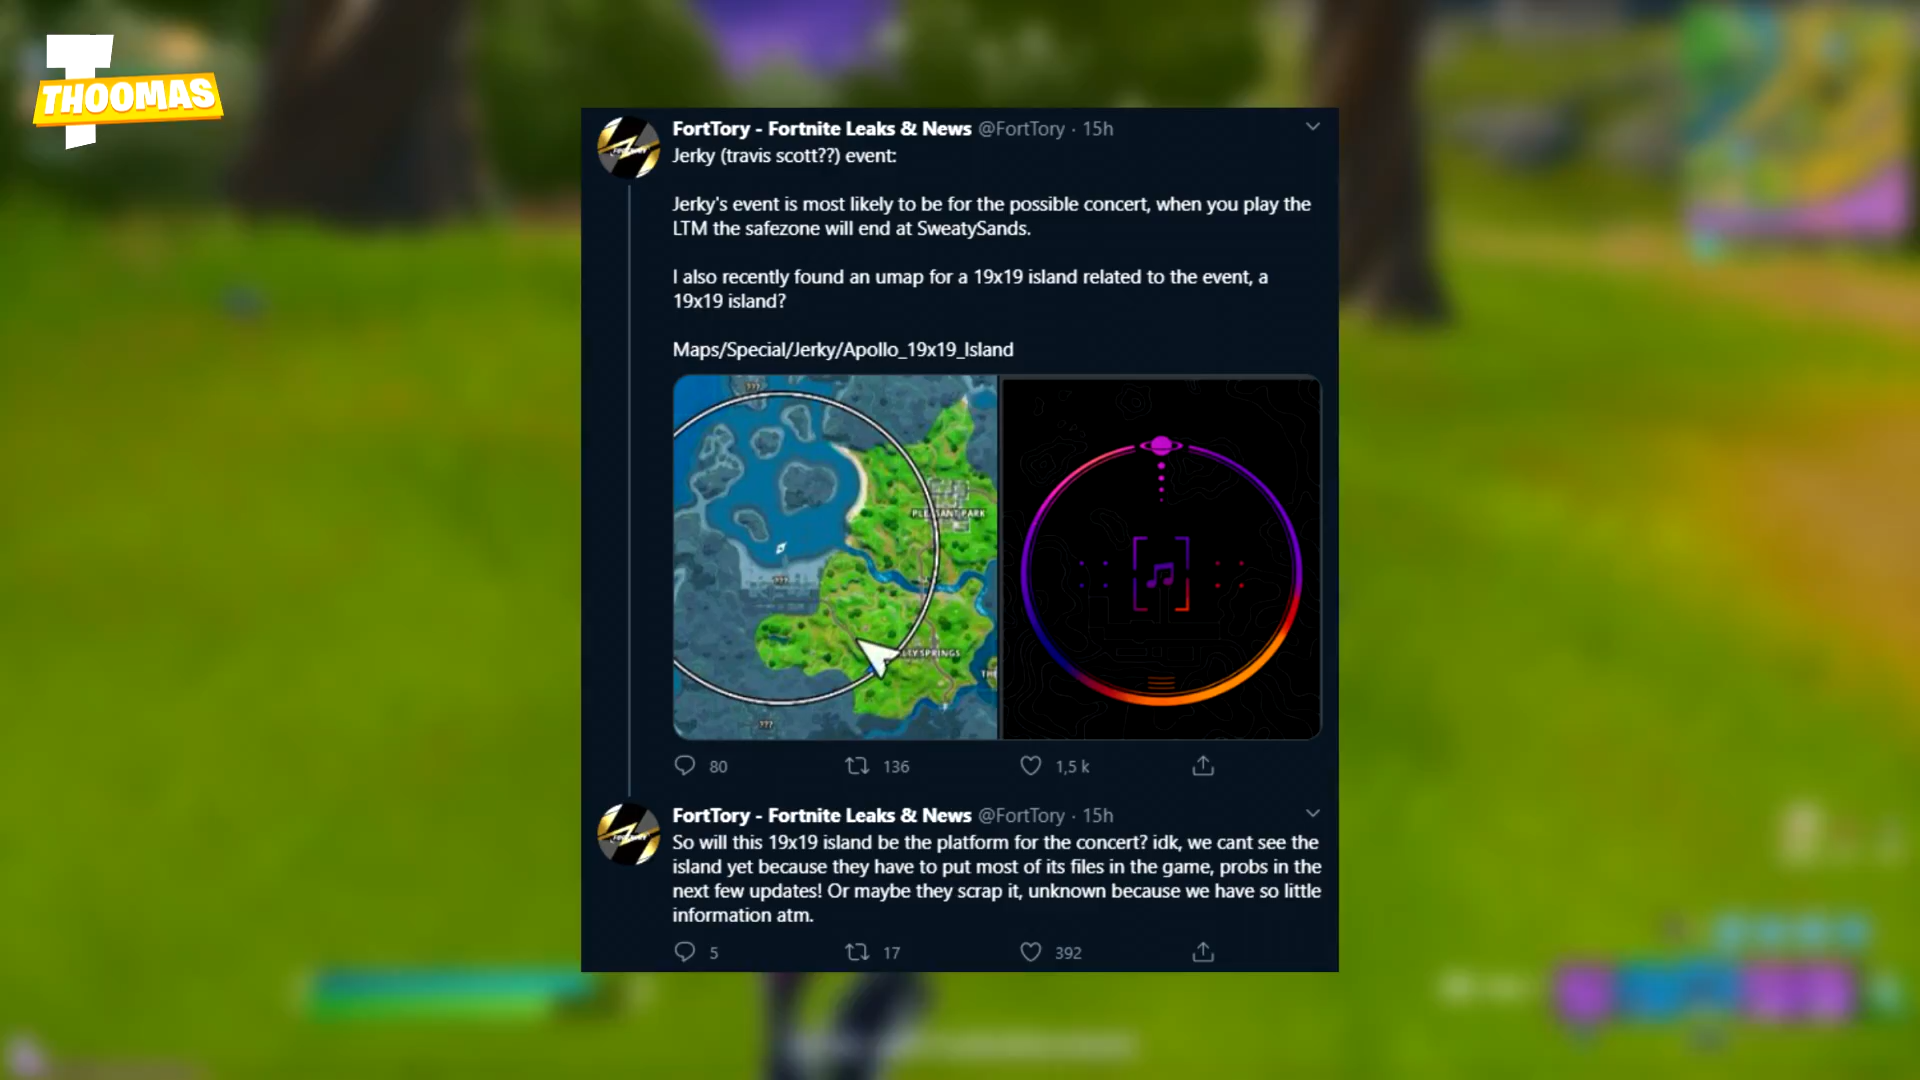 THOOMAS
FortTory - Fortnite Leaks & News @FortTory · 15h
Jerky (travis scott??) event:
Jerky's event is most likely to be for the possible concert, when you play the
LTM the safezone will end at SweatySands.
I also recently found an umap for a 19x19 island related to the event, a
19x19 island?
Maps/Special/Jerky/Apollo_19x19_Island
???
PLEASANT PARK
???
LTY SPRINGS
THE
???
80 136 1,5 k
FortTory - Fortnite Leaks & News @FortTory · 15h
So will this 19x19 island be the platform for the concert? idk, we cant see the
island yet because they have to put most of its files in the game, probs in the
next few updates! Or maybe they scrap it, unknown because we have so little
information atm.
5 17 392